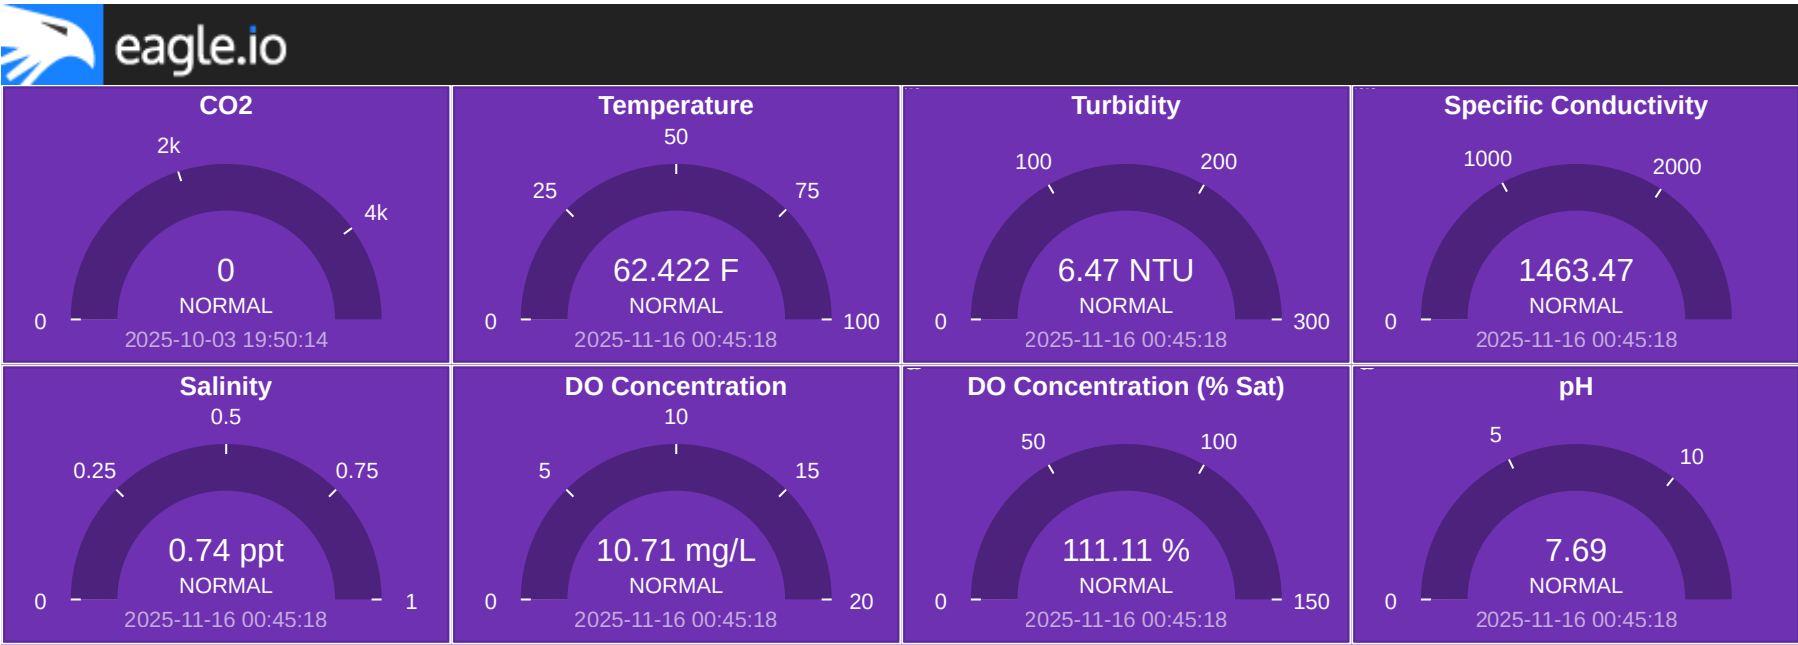 eagle.io
CO2
2k
4k
0
0
NORMAL
2025-10-03 19:50:14
Temperature
50
25
75
62.422 F
NORMAL
0
100
2025-11-16 00:45:18
Turbidity
100
200
6.47 NTU
NORMAL
0
300
2025-11-16 00:45:18
Specific Conductivity
1000
2000
1463.47
NORMAL
0
2025-11-16 00:45:18
Salinity
0.5
0.25
0.75
0.74 ppt
NORMAL
0
1
2025-11-16 00:45:18
DO Concentration
10
5
15
10.71 mg/L
NORMAL
0
20
2025-11-16 00:45:18
DO Concentration (% Sat)
50
100
111.11 %
NORMAL
0
150
2025-11-16 00:45:18
pH
5
10
7.69
NORMAL
0
2025-11-16 00:45:18